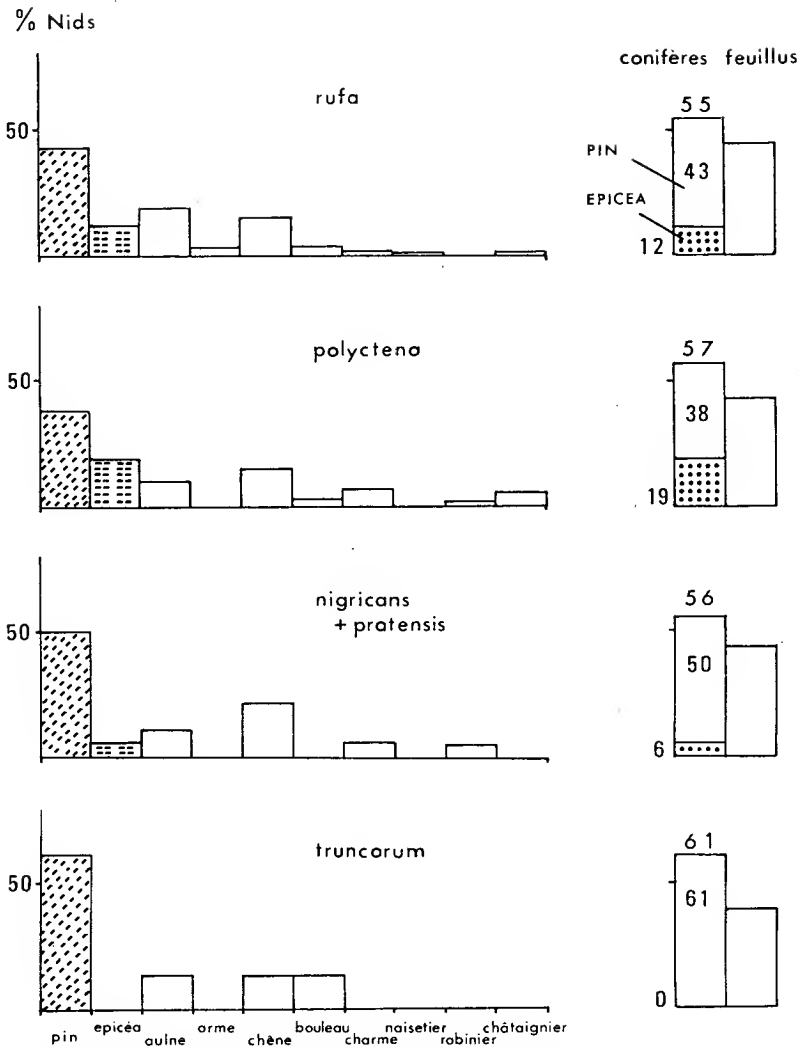 % Nids
conifères feuillus
rufa
55
50
PIN
43
EPICEA
12
polyctena
57
50
38
19
nigricans
+ pratensis
56
50
50
6
truncorum
61
50
61
0
pin epicéa aulne orme chêne bouleau charme naisetier robinier châtaignier